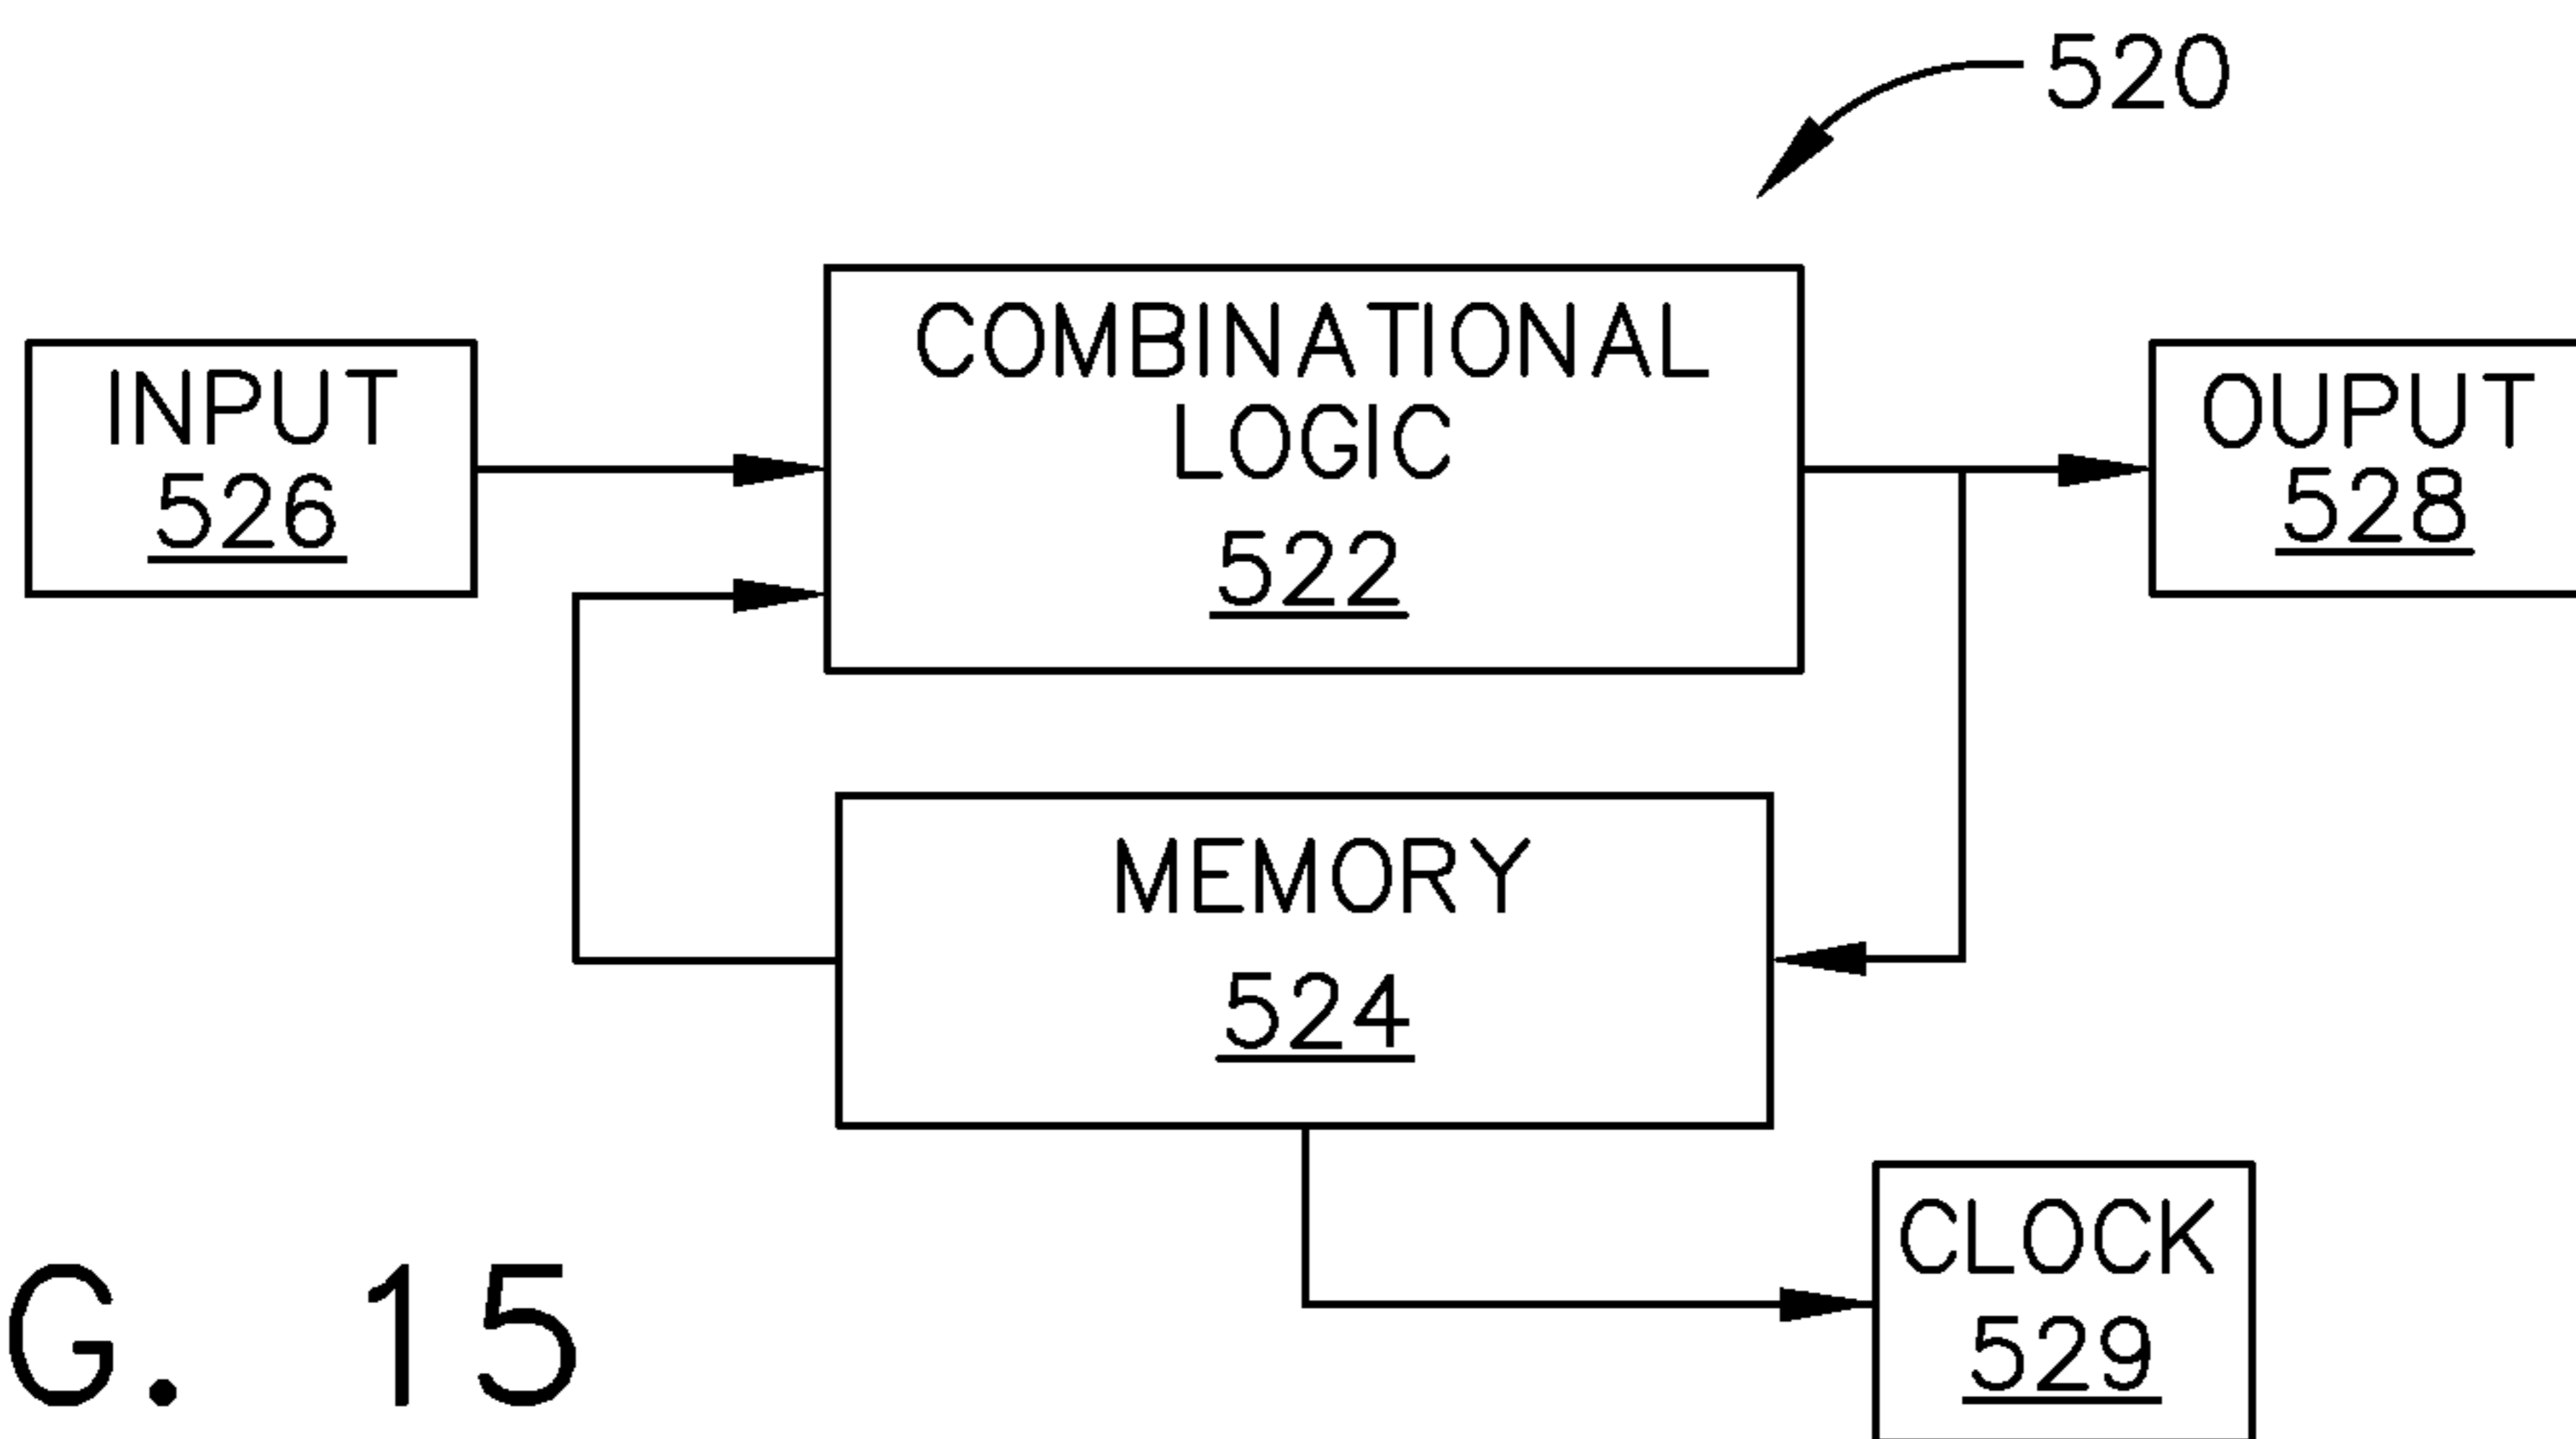 520
COMBINATIONAL
LOGIC
522
INPUT
526
OUPUT
528
MEMORY
524
CLOCK
529
G. 15